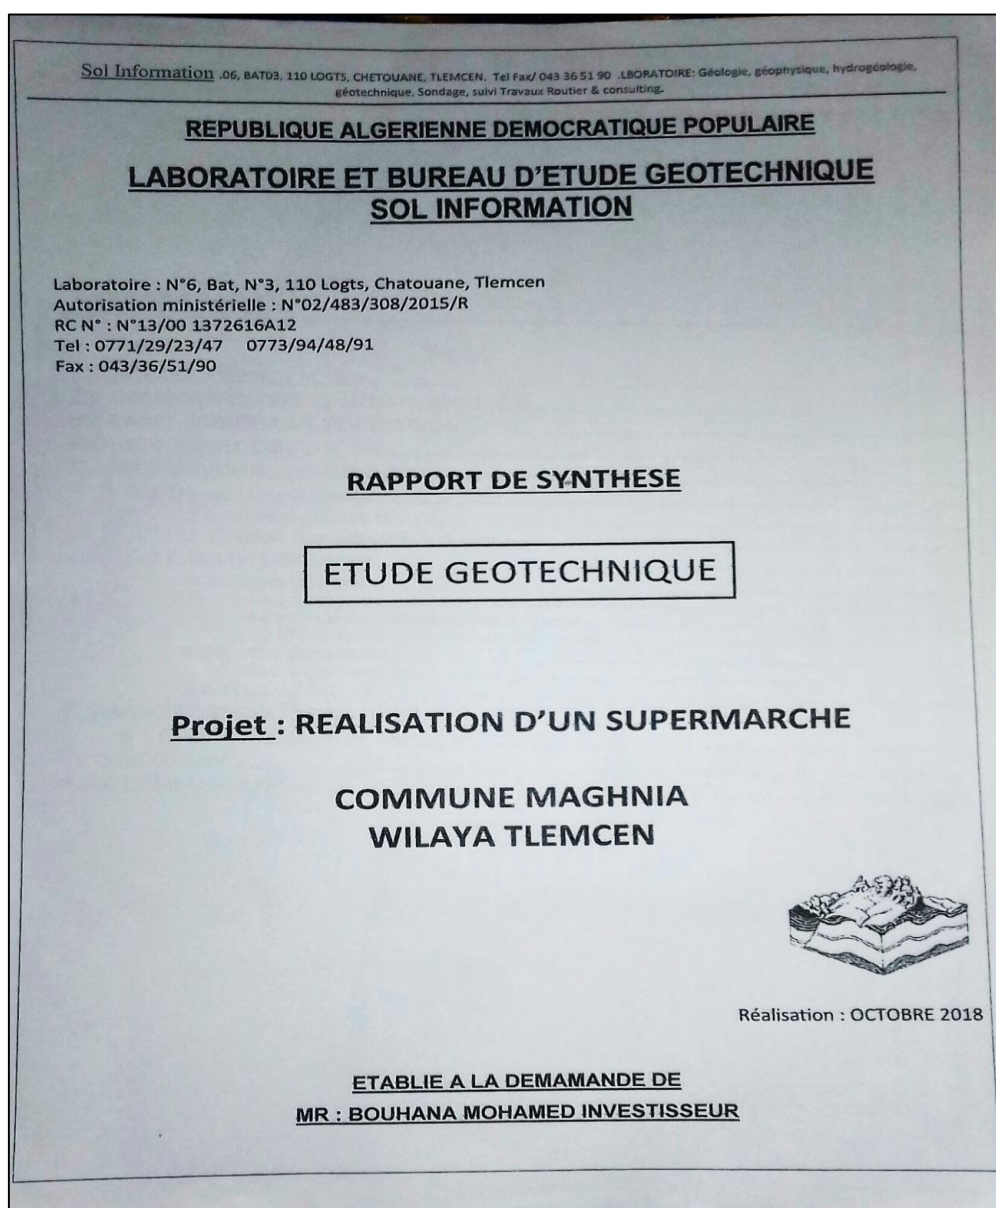 Sol Information .06, BAT03, 110 LOGTS, CHETOUANE, TLEMCEN. Tel Fax/ 043 36 51 90 .LBORATOIRE: Géologie, géophysique, hydrogéologie,
géotechnique, Sondage, suivi Travaux Routier & consulting.
REPUBLIQUE ALGERIENNE DEMOCRATIQUE POPULAIRE
LABORATOIRE ET BUREAU D'ETUDE GEOTECHNIQUE
SOL INFORMATION
Laboratoire : N°6, Bat, N°3, 110 Logts, Chatouane, Tlemcen
Autorisation ministérielle : N°02/483/308/2015/R
RC N° : N°13/00 1372616A12
Tel : 0771/29/23/47 0773/94/48/91
Fax : 043/36/51/90
RAPPORT DE SYNTHESE
ETUDE GEOTECHNIQUE
Projet : REALISATION D'UN SUPERMARCHE
COMMUNE MAGHNIA
WILAYA TLEMCEN
Réalisation : OCTOBRE 2018
ETABLIE A LA DEMAMANDE DE
MR : BOUHANA MOHAMED INVESTISSEUR